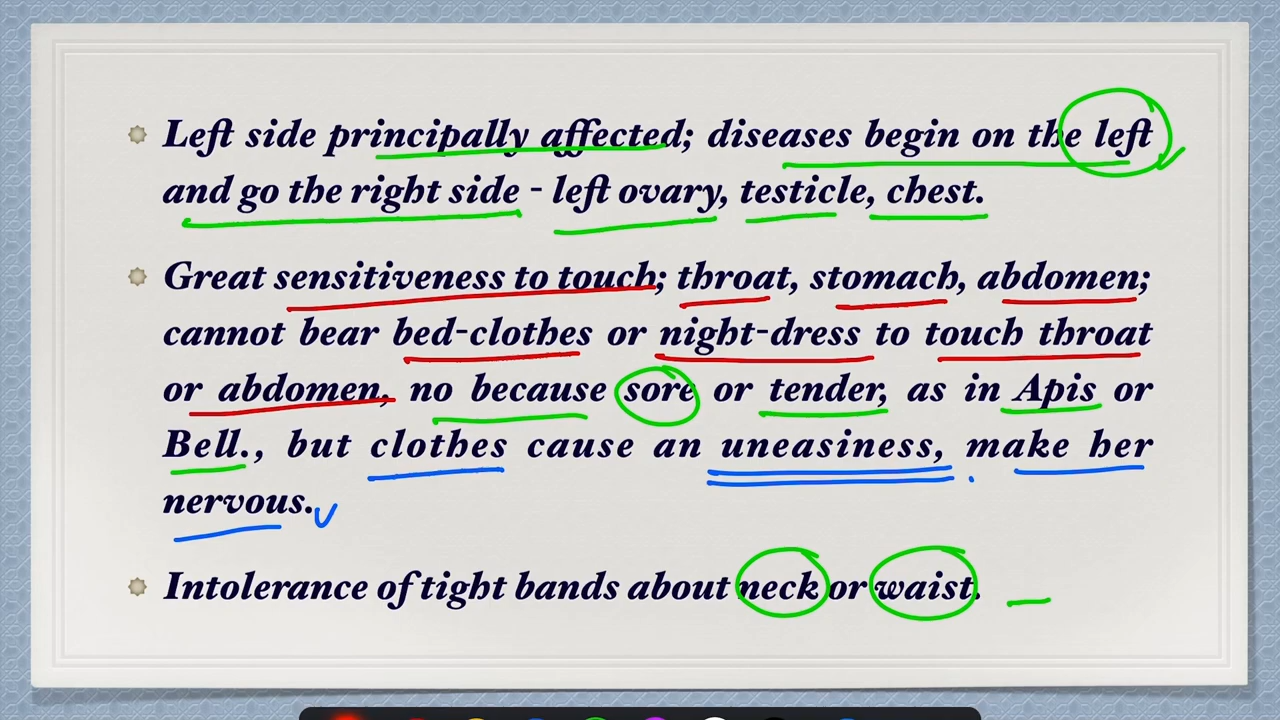 Left side principally affected; diseases begin on the left
and go the right side - left ovary, testicle, chest.
Great sensitiveness to touch; throat, stomach, abdomen;
cannot bear bed-clothes or night-dress to touch throat
or abdomen, no because sore or tender, as in Apis or
Bell., but clothes cause an uneasiness, make her
nervous.
Intolerance of tight bands about neck or waist.